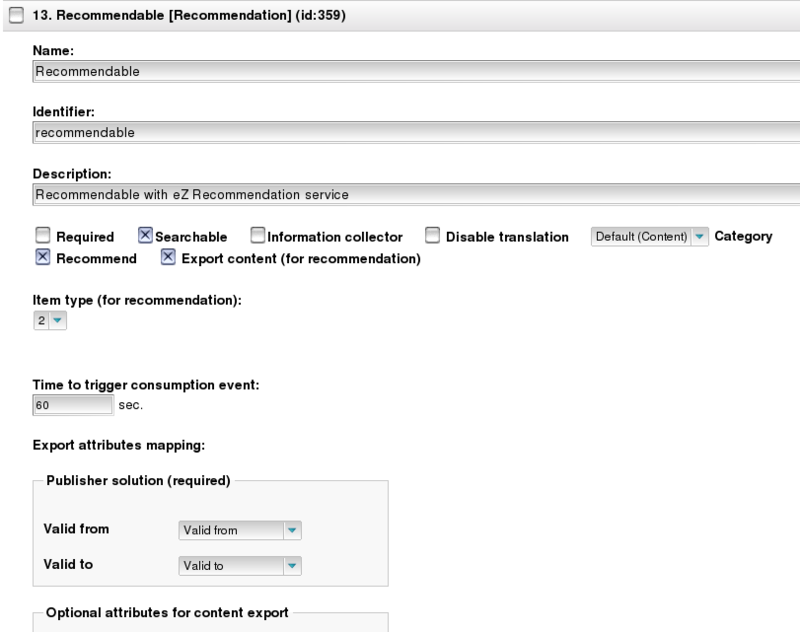 13. Recommendable [Recommendation] (id:359)
Name:
Recommendable
Identifier:
recommendable
Description:
Recommendable with eZ Recommendation service
Required Searchable Information collector Disable translation Default (Content) Category
Recommend Export content (for recommendation)
Item type (for recommendation):
2
Time to trigger consumption event:
60 sec.
Export attributes mapping:
Publisher solution (required)
Valid from Valid from
Valid to Valid to
Optional attributes for content export